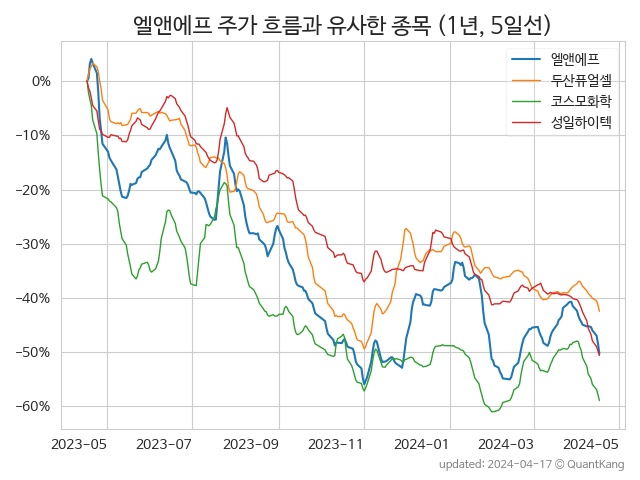 엘앤에프 주가 흐름과 유사한 종목 (1년, 5일선)
엘앤에프
두산퓨얼셀
코스모화학
성일하이텍
0%
−10%
−20%
−30%
−40%
−50%
−60%
2023-05
2023-07
2023-09
2023-11
2024-01
2024-03
2024-05
updated: 2024-04-17 © QuantKang